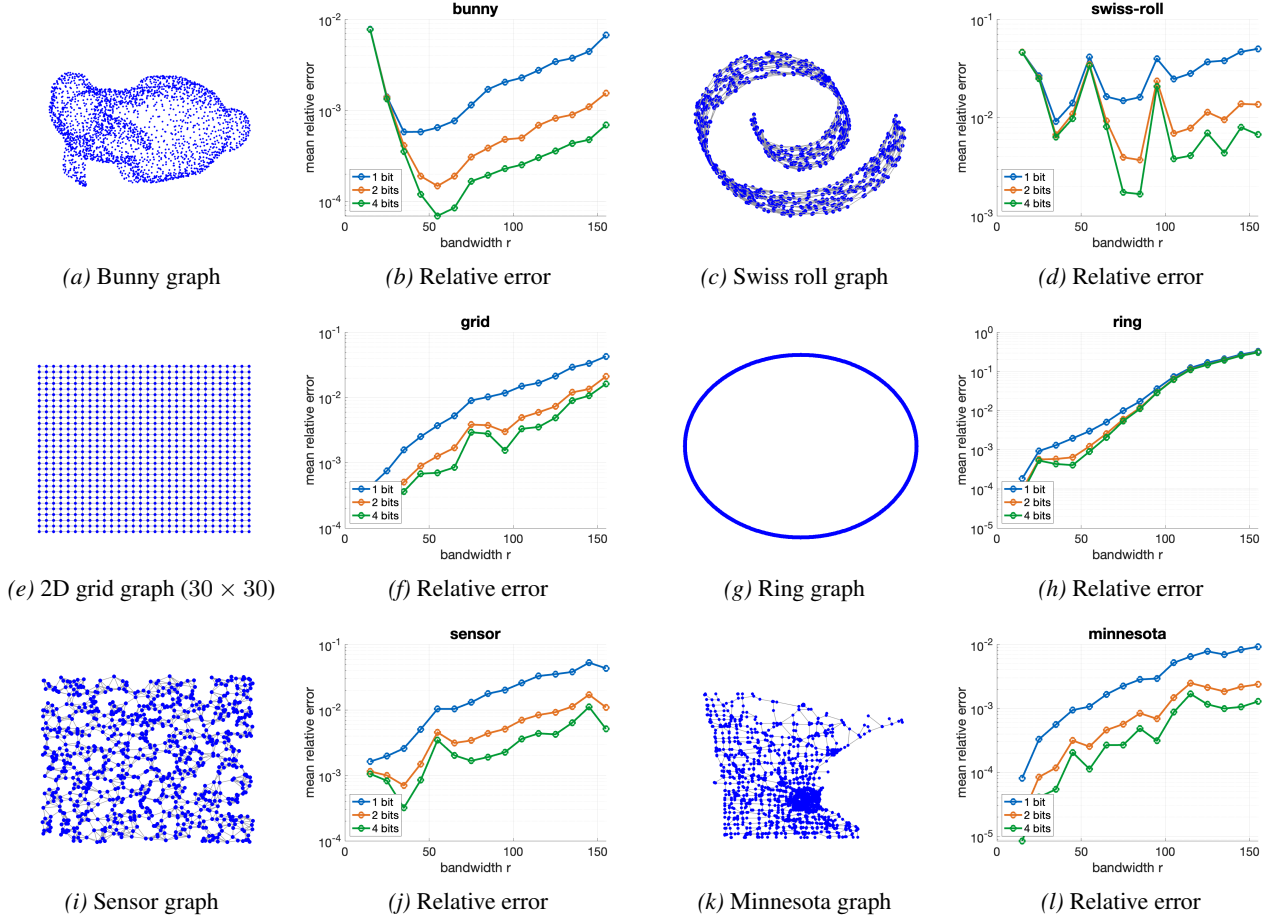 bunny
10^-2
10^-3
10^-4
mean relative error
1 bit
2 bits
4 bits
0 50 100 150
bandwidth r
swiss-roll
10^-1
10^-2
10^-3
mean relative error
1 bit
2 bits
4 bits
0 50 100 150
bandwidth r
(a) Bunny graph
(b) Relative error
(c) Swiss roll graph
(d) Relative error
grid
10^-1
10^-2
10^-3
10^-4
mean relative error
1 bit
2 bits
4 bits
0 50 100 150
bandwidth r
ring
10^0
10^-1
10^-2
10^-3
10^-4
10^-5
mean relative error
1 bit
2 bits
4 bits
0 50 100 150
bandwidth r
(e) 2D grid graph (30 × 30)
(f) Relative error
(g) Ring graph
(h) Relative error
sensor
10^-1
10^-2
10^-3
10^-4
mean relative error
1 bit
2 bits
4 bits
0 50 100 150
bandwidth r
minnesota
10^-2
10^-3
10^-4
10^-5
mean relative error
1 bit
2 bits
4 bits
0 50 100 150
bandwidth r
(i) Sensor graph
(j) Relative error
(k) Minnesota graph
(l) Relative error